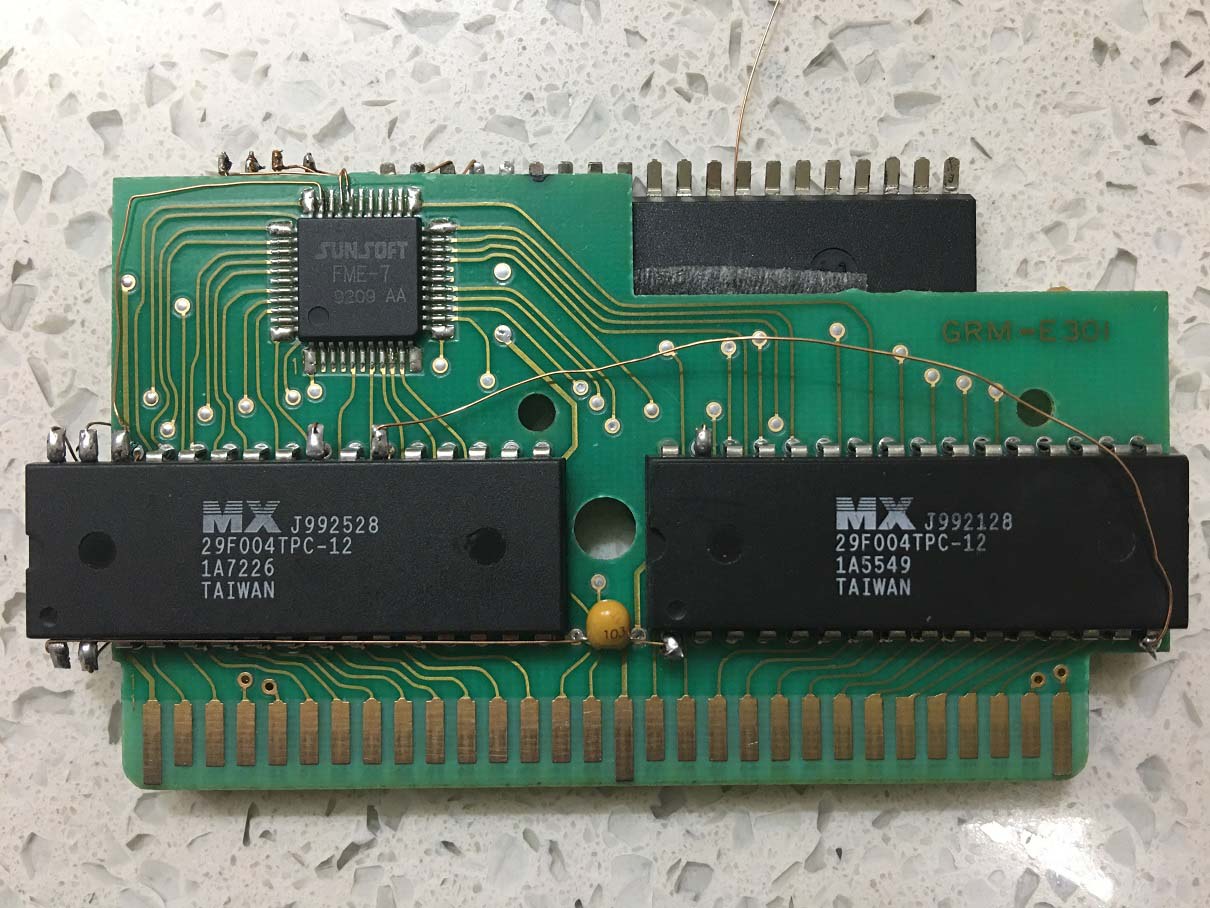 SUNSOFT
FME-7
9209 AA
GRM-E301
MX J992528
29F004TPC-12
1A7226
TAIWAN
MX J992128
29F004TPC-12
1A5549
TAIWAN
103